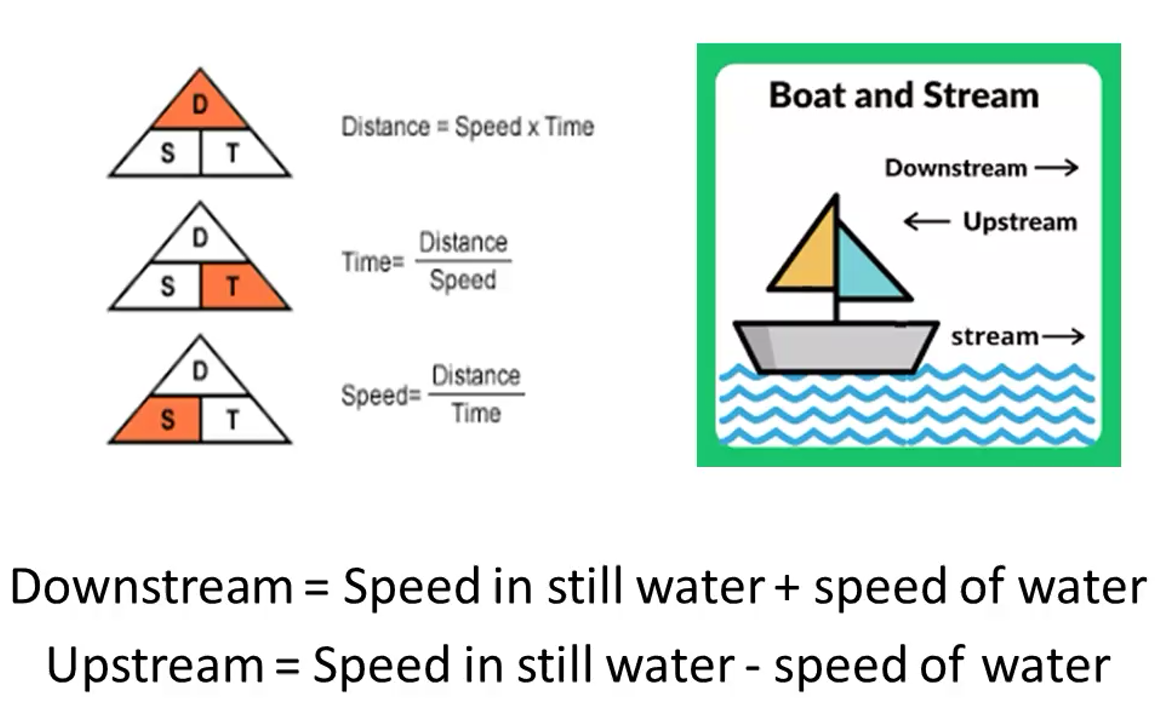 D
S T
Distance = Speed x Time
D
S T
Time= Distance
Speed
D
S T
Speed= Distance
Time
Boat and Stream
Downstream →
← Upstream
stream→
Downstream = Speed in still water + speed of water
Upstream = Speed in still water - speed of water